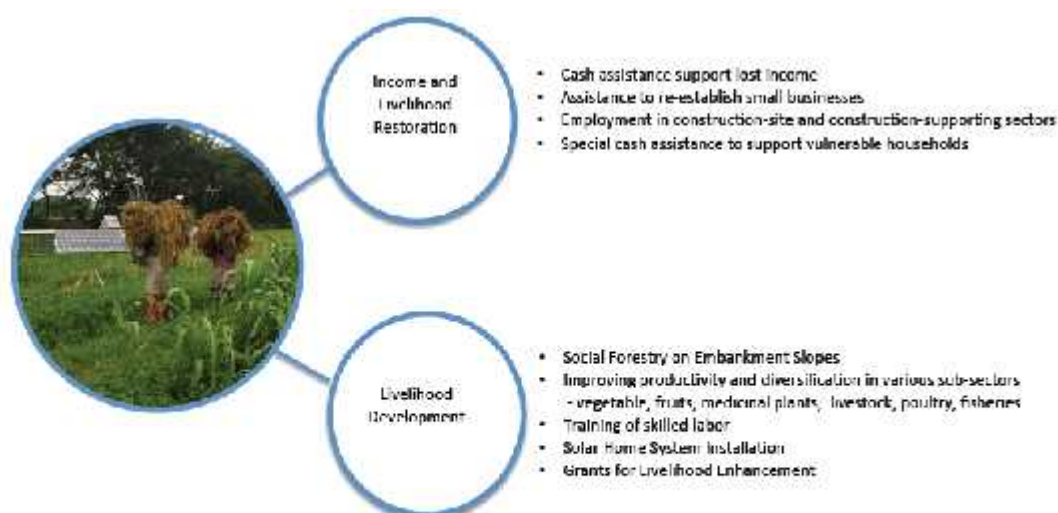 Income and
Livelihood
Restoration
• Cash assistance support lost income
• Assistance to re-establish small businesses
• Employment in construction-site and construction-supporting sectors
• Special cash assistance to support vulnerable households
Livelihood
Development
• Social Forestry on Embankment Slopes
• Improving productivity and diversification in various sub-sectors
- vegetable, fruits, medicinal plants, livestock, poultry, fisheries
• Training of skilled labor
• Solar Home System Installation
• Grants for Livelihood Enhancement